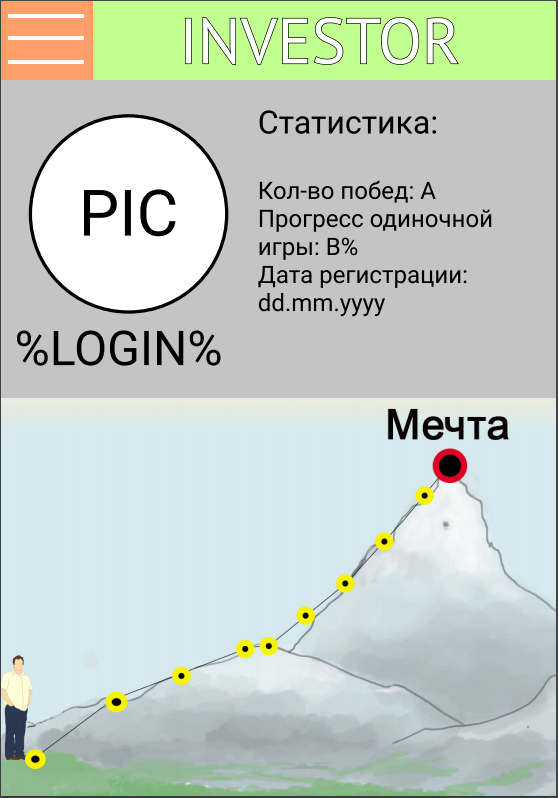 INVESTOR
PIC
%LOGIN%
Статистика:
Кол-во побед: A
Прогресс одиночной
игры: B%
Дата регистрации:
dd.mm.yyyy
Мечта